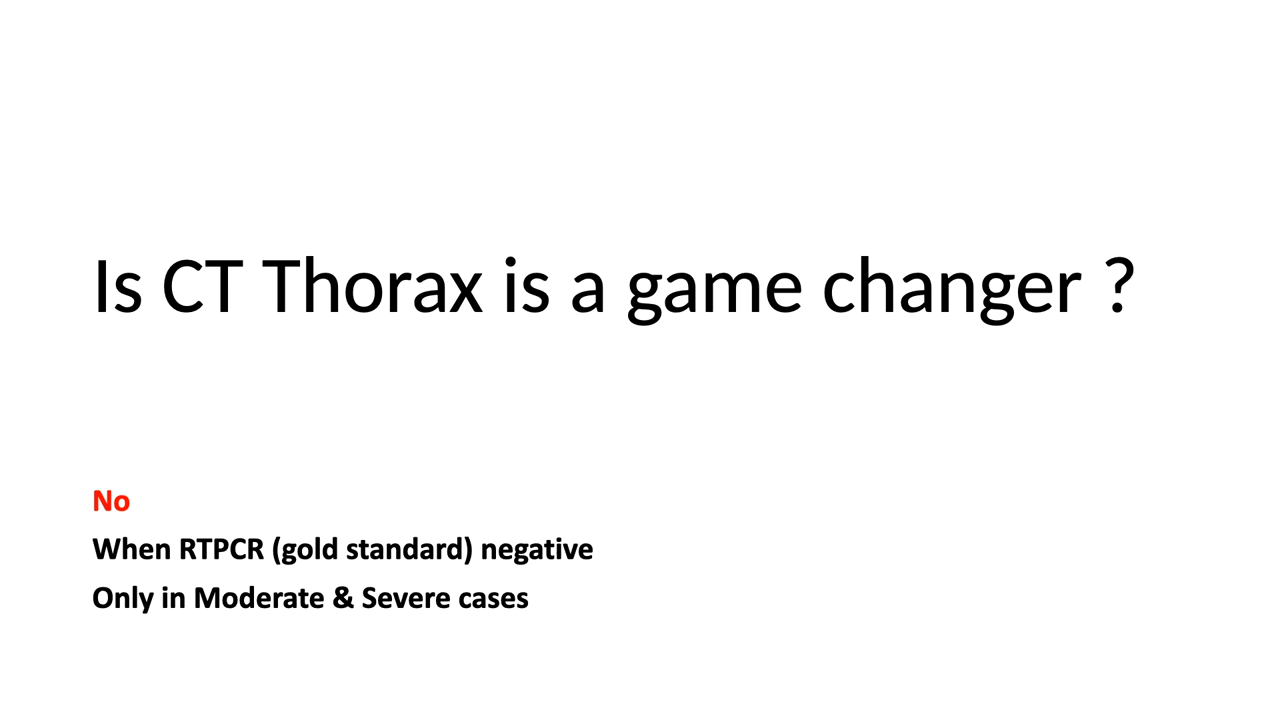 Is CT Thorax is a game changer ?
No
When RTPCR (gold standard) negative
Only in Moderate & Severe cases